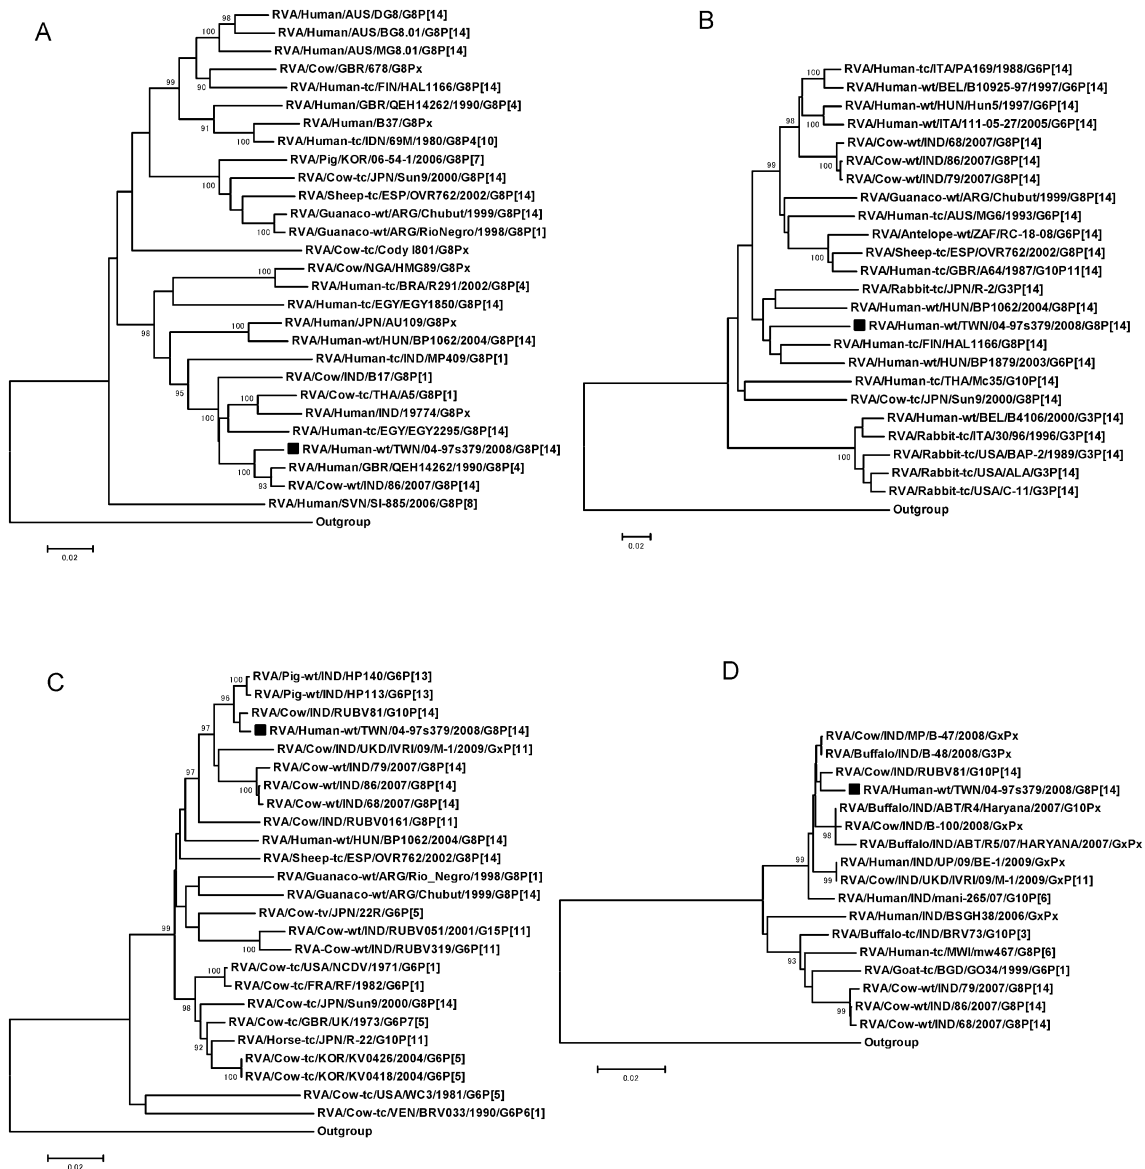 A
98
RVA/Human/AUS/DG8/G8P[14]
100
RVA/Human/AUS/BG8.01/G8P[14]
RVA/Human/AUS/MG8.01/G8P[14]
99
RVA/Cow/GBR/678/G8Px
90
RVA/Human-tc/FIN/HAL1166/G8P[14]
RVA/Human/GBR/QEH14262/1990/G8P[4]
91
RVA/Human/B37/G8Px
100
RVA/Human-tc/IDN/69M/1980/G8P4[10]
RVA/Pig/KOR/06-54-1/2006/G8P[7]
100
RVA/Cow-tc/JPN/Sun9/2000/G8P[14]
RVA/Sheep-tc/ESP/OVR762/2002/G8P[14]
RVA/Guanaco-wt/ARG/Chubut/1999/G8P[14]
100
RVA/Guanaco-wt/ARG/RioNegro/1998/G8P[1]
RVA/Cow-tc/Cody I801/G8Px
100
RVA/Cow/NGA/HMG89/G8Px
RVA/Human-tc/BRA/R291/2002/G8P[4]
RVA/Human-tc/EGY/EGY1850/G8P[14]
98
100
RVA/Human/JPN/AU109/G8Px
RVA/Human-wt/HUN/BP1062/2004/G8P[14]
RVA/Human-tc/IND/MP409/G8P[1]
95
RVA/Cow/IND/B17/G8P[1]
100
RVA/Cow-tc/THA/A5/G8P[1]
100
RVA/Human/IND/19774/G8Px
RVA/Human-tc/EGY/EGY2295/G8P[14]
RVA/Human-wt/TWN/04-97s379/2008/G8P[14]
100
RVA/Human/GBR/QEH14262/1990/G8P[4]
93
RVA/Cow-wt/IND/86/2007/G8P[14]
RVA/Human/SVN/SI-885/2006/G8P[8]
Outgroup
0.02
B
100
RVA/Human-tc/ITA/PA169/1988/G6P[14]
RVA/Human-wt/BEL/B10925-97/1997/G6P[14]
98
RVA/Human-wt/HUN/Hun5/1997/G6P[14]
100
RVA/Human-wt/ITA/111-05-27/2005/G6P[14]
RVA/Cow-wt/IND/68/2007/G8P[14]
99
100
RVA/Cow-wt/IND/86/2007/G8P[14]
RVA/Cow-wt/IND/79/2007/G8P[14]
RVA/Guanaco-wt/ARG/Chubut/1999/G8P[14]
RVA/Human-tc/AUS/MG6/1993/G6P[14]
RVA/Antelope-wt/ZAF/RC-18-08/G6P[14]
100
RVA/Sheep-tc/ESP/OVR762/2002/G8P[14]
RVA/Human-tc/GBR/A64/1987/G10P11[14]
RVA/Rabbit-tc/JPN/R-2/G3P[14]
RVA/Human-wt/HUN/BP1062/2004/G8P[14]
RVA/Human-wt/TWN/04-97s379/2008/G8P[14]
RVA/Human-tc/FIN/HAL1166/G8P[14]
RVA/Human-wt/HUN/BP1879/2003/G6P[14]
RVA/Human-tc/THA/Mc35/G10P[14]
RVA/Cow-tc/JPN/Sun9/2000/G8P[14]
RVA/Human-wt/BEL/B4106/2000/G3P[14]
RVA/Rabbit-tc/ITA/30/96/1996/G3P[14]
100
RVA/Rabbit-tc/USA/BAP-2/1989/G3P[14]
RVA/Rabbit-tc/USA/ALA/G3P[14]
RVA/Rabbit-tc/USA/C-11/G3P[14]
Outgroup
0.02
C
100
RVA/Pig-wt/IND/HP140/G6P[13]
96
RVA/Pig-wt/IND/HP113/G6P[13]
RVA/Cow/IND/RUBV81/G10P[14]
97
RVA/Human-wt/TWN/04-97s379/2008/G8P[14]
RVA/Cow/IND/UKD/IVRI/09/M-1/2009/GxP[11]
97
RVA/Cow-wt/IND/79/2007/G8P[14]
100
RVA/Cow-wt/IND/86/2007/G8P[14]
RVA/Cow-wt/IND/68/2007/G8P[14]
RVA/Cow/IND/RUBV0161/G8P[11]
RVA/Human-wt/HUN/BP1062/2004/G8P[14]
RVA/Sheep-tc/ESP/OVR762/2002/G8P[14]
RVA/Guanaco-wt/ARG/Rio_Negro/1998/G8P[1]
RVA/Guanaco-wt/ARG/Chubut/1999/G8P[14]
RVA/Cow-tv/JPN/22R/G6P[5]
99
RVA/Cow-wt/IND/RUBV051/2001/G15P[11]
100
RVA-Cow-wt/IND/RUBV319/G6P[11]
100
RVA/Cow-tc/USA/NCDV/1971/G6P[1]
RVA/Cow-tc/FRA/RF/1982/G6P[1]
98
RVA/Cow-tc/JPN/Sun9/2000/G8P[14]
RVA/Cow-tc/GBR/UK/1973/G6P7[5]
92
RVA/Horse-tc/JPN/R-22/G10P[11]
RVA/Cow-tc/KOR/KV0426/2004/G6P[5]
100
RVA/Cow-tc/KOR/KV0418/2004/G6P[5]
RVA/Cow-tc/USA/WC3/1981/G6P[5]
RVA/Cow-tc/VEN/BRV033/1990/G6P6[1]
Outgroup
0.02
D
RVA/Cow/IND/MP/B-47/2008/GxPx
RVA/Buffalo/IND/B-48/2008/G3Px
RVA/Cow/IND/RUBV81/G10P[14]
RVA/Human-wt/TWN/04-97s379/2008/G8P[14]
RVA/Buffalo/IND/ABT/R4/Haryana/2007/G10Px
98
RVA/Cow/IND/B-100/2008/GxPx
RVA/Buffalo/IND/ABT/R5/07/HARYANA/2007/GxPx
99
RVA/Human/IND/UP/09/BE-1/2009/GxPx
99
RVA/Cow/IND/UKD/IVRI/09/M-1/2009/GxP[11]
RVA/Human/IND/mani-265/07/G10P[6]
RVA/Human/IND/BSGH38/2006/GxPx
RVA/Buffalo-tc/IND/BRV73/G10P[3]
93
RVA/Human-tc/MWI/mw467/G8P[6]
RVA/Goat-tc/BGD/GO34/1999/G6P[1]
RVA/Cow-wt/IND/79/2007/G8P[14]
99
RVA/Cow-wt/IND/86/2007/G8P[14]
RVA/Cow-wt/IND/68/2007/G8P[14]
Outgroup
0.02